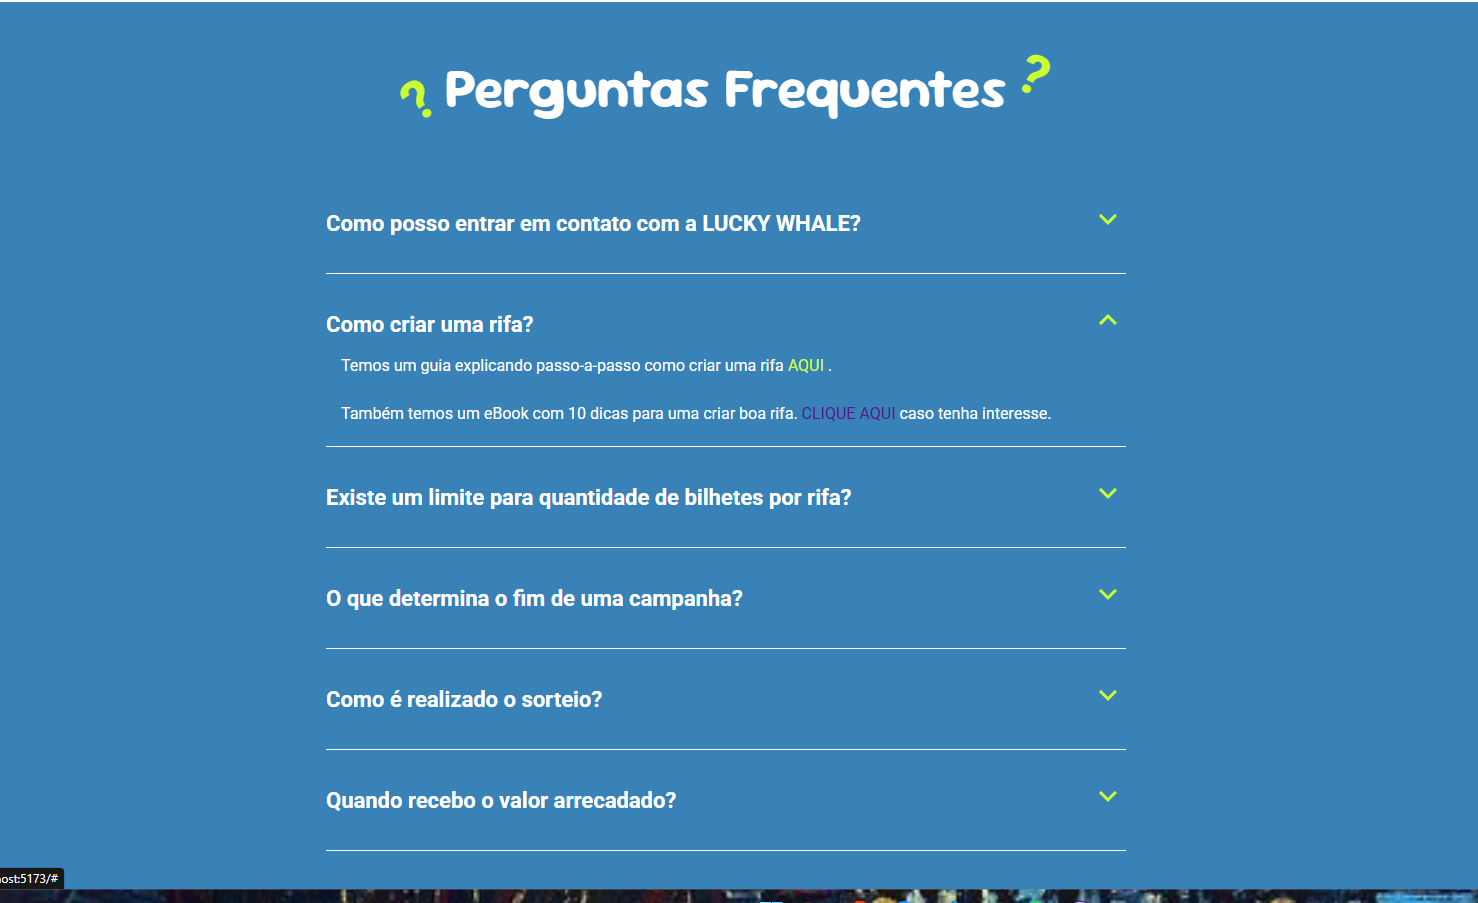 ? Perguntas Frequentes ?
Como posso entrar em contato com a LUCKY WHALE?
Como criar uma rifa?
Temos um guia explicando passo-a-passo como criar uma rifa AQUI .
Também temos um eBook com 10 dicas para uma criar boa rifa. CLIQUE AQUI caso tenha interesse.
Existe um limite para quantidade de bilhetes por rifa?
O que determina o fim de uma campanha?
Como é realizado o sorteio?
Quando recebo o valor arrecadado?
ost:5173/#